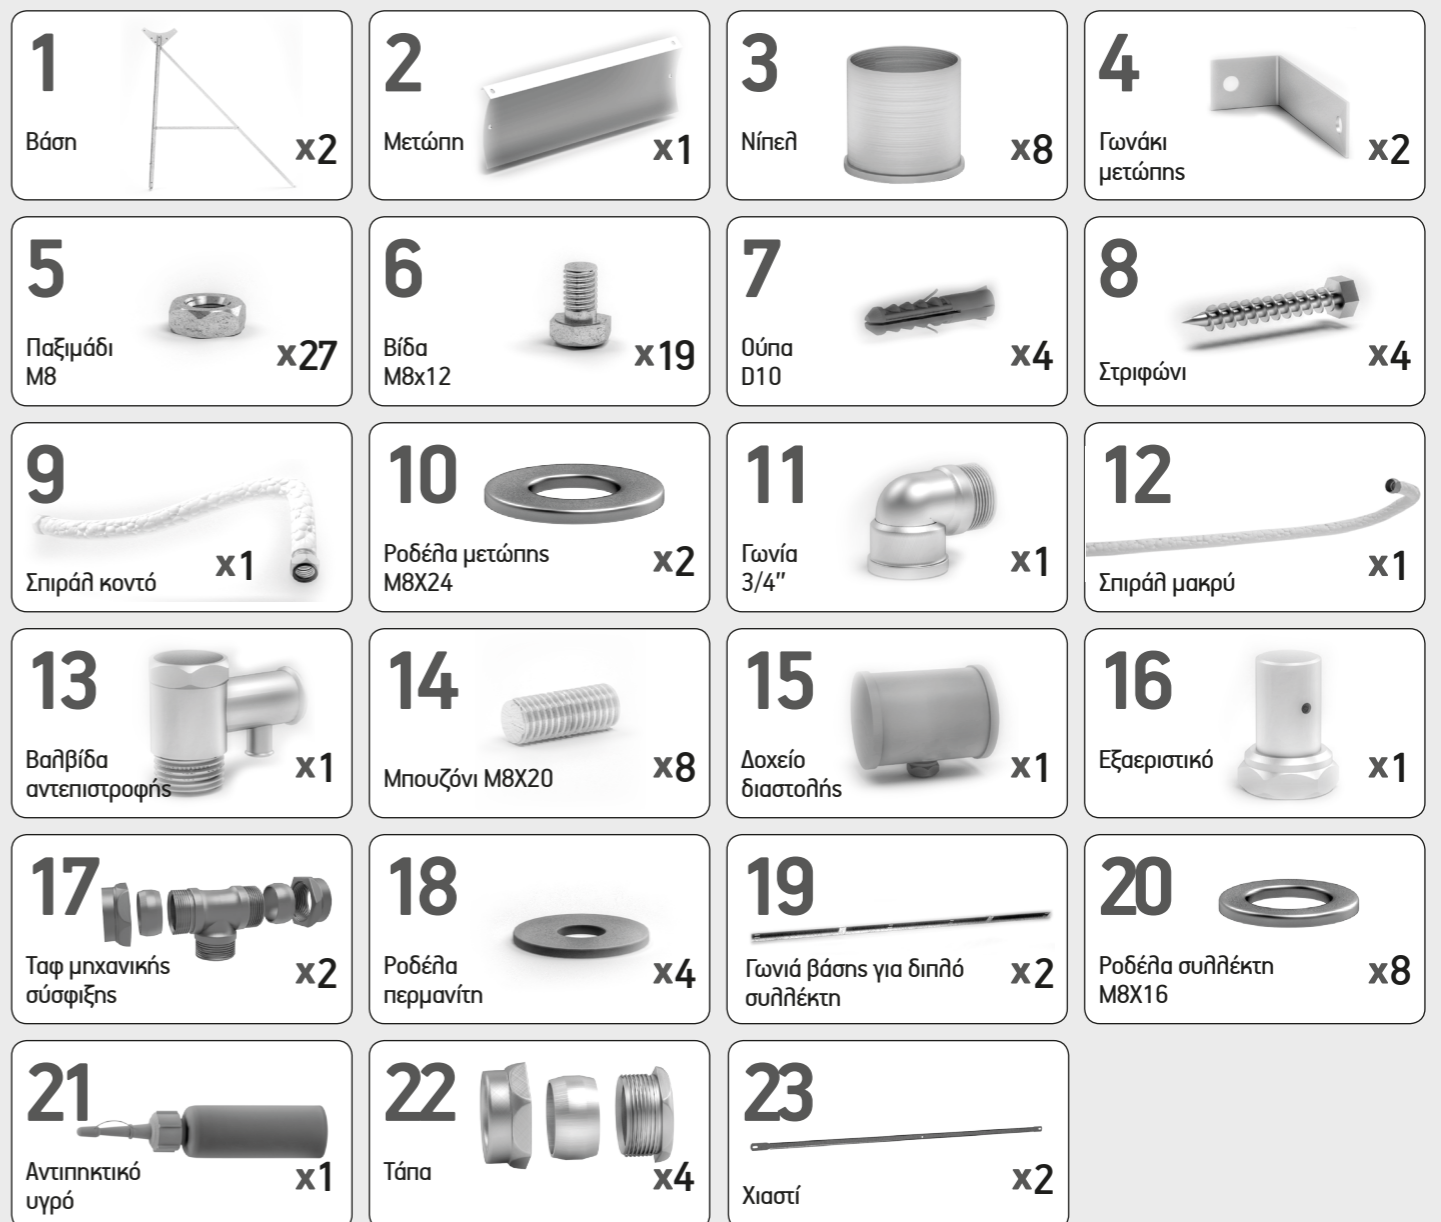 1
Βάση
x2
2
Μετώπη
x1
3
Νίπελ
x8
4
Γωνάκι
μετώπης
x2
5
Παξιμάδι
M8
x27
6
Βίδα
M8x12
x19
7
Ούπα
D10
x4
8
Στριφώνι
x4
9
Σπιράλ κοντό
x1
10
Ροδέλα μετώπης
M8X24
x2
11
Γωνία
3/4"
x1
12
Σπιράλ μακρύ
x1
13
Βαλβίδα
αντεπιστροφής
x1
14
Μπουζόνι M8X20
x8
15
Δοχείο
διαστολής
x1
16
Εξαεριστικό
x1
17
Ταφ μηχανικής
σύσφιξης
x2
18
Ροδέλα
περμανίτη
x4
19
Γωνιά βάσης για διπλό
συλλέκτη
x2
20
Ροδέλα συλλέκτη
M8X16
x8
21
Αντιπηκτικό
υγρό
x1
22
Τάπα
x4
23
Χιαστί
x2